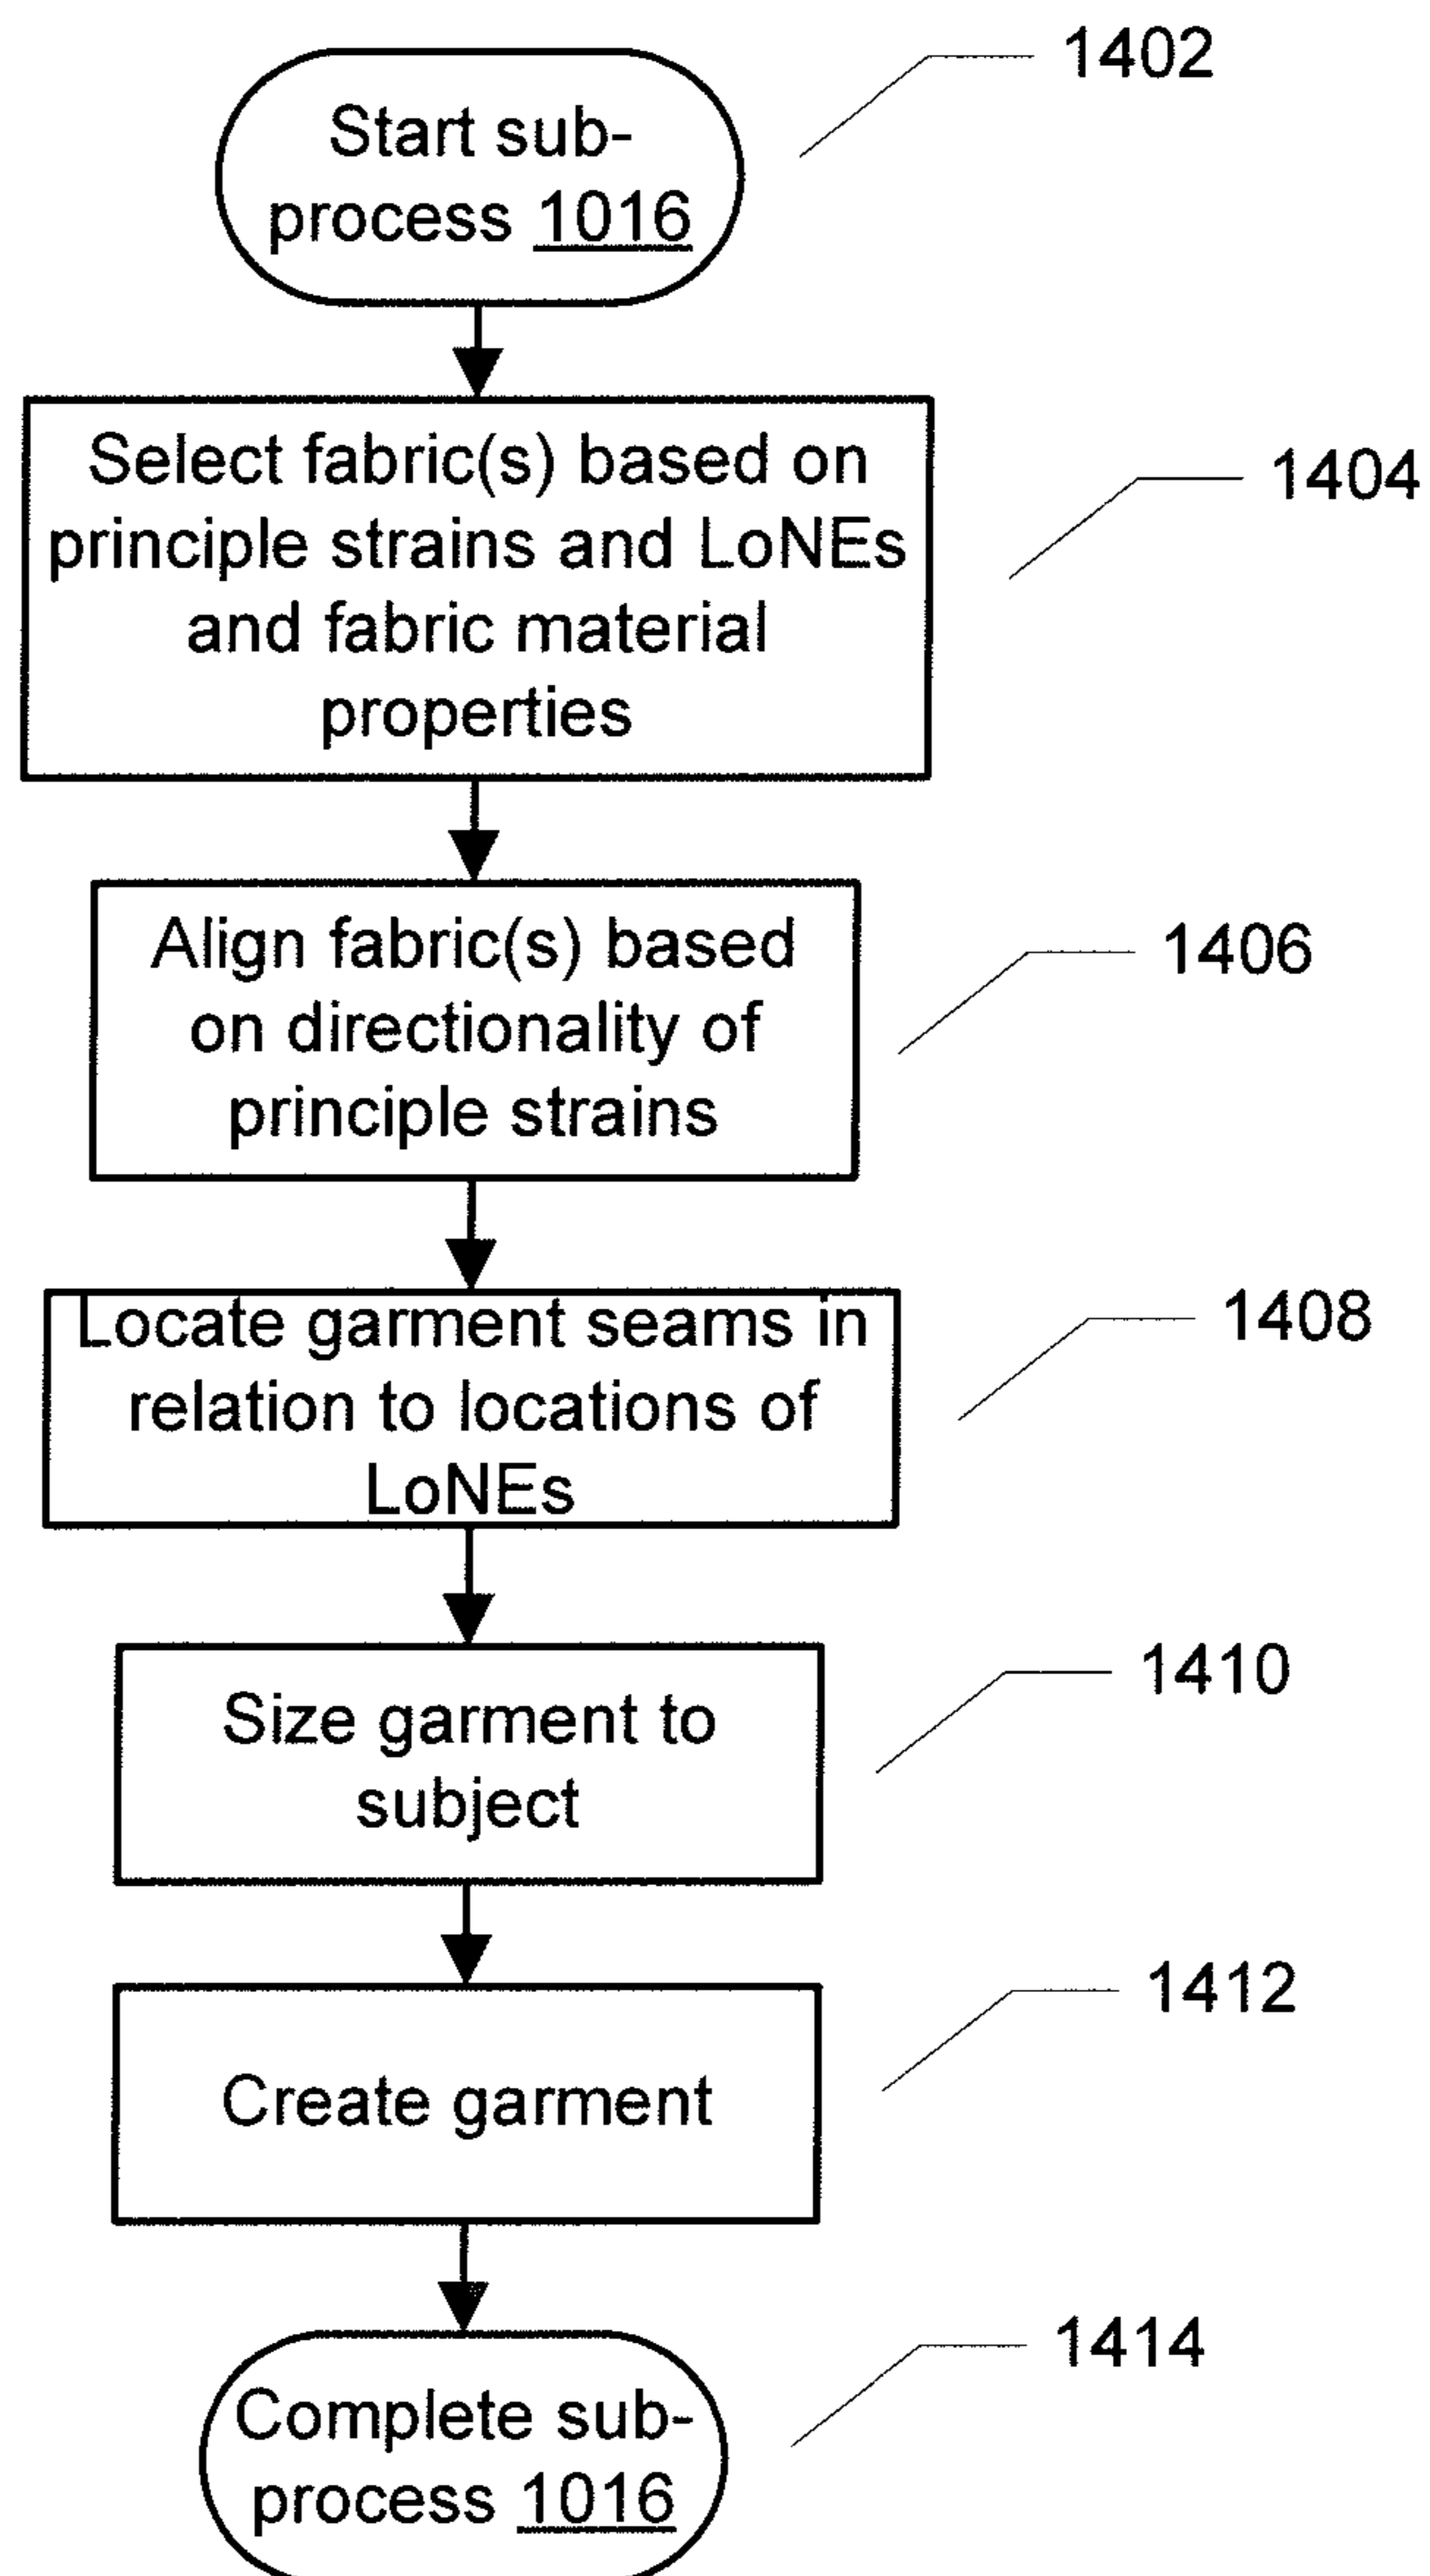 1402
Start sub-
process 1016
Select fabric(s) based on
principle strains and LoNEs
and fabric material
properties
1404
Align fabric(s) based
on directionality of
principle strains
1406
Locate garment seams in
relation to locations of
LoNEs
1408
Size garment to
subject
1410
Create garment
1412
Complete sub-
process 1016
1414